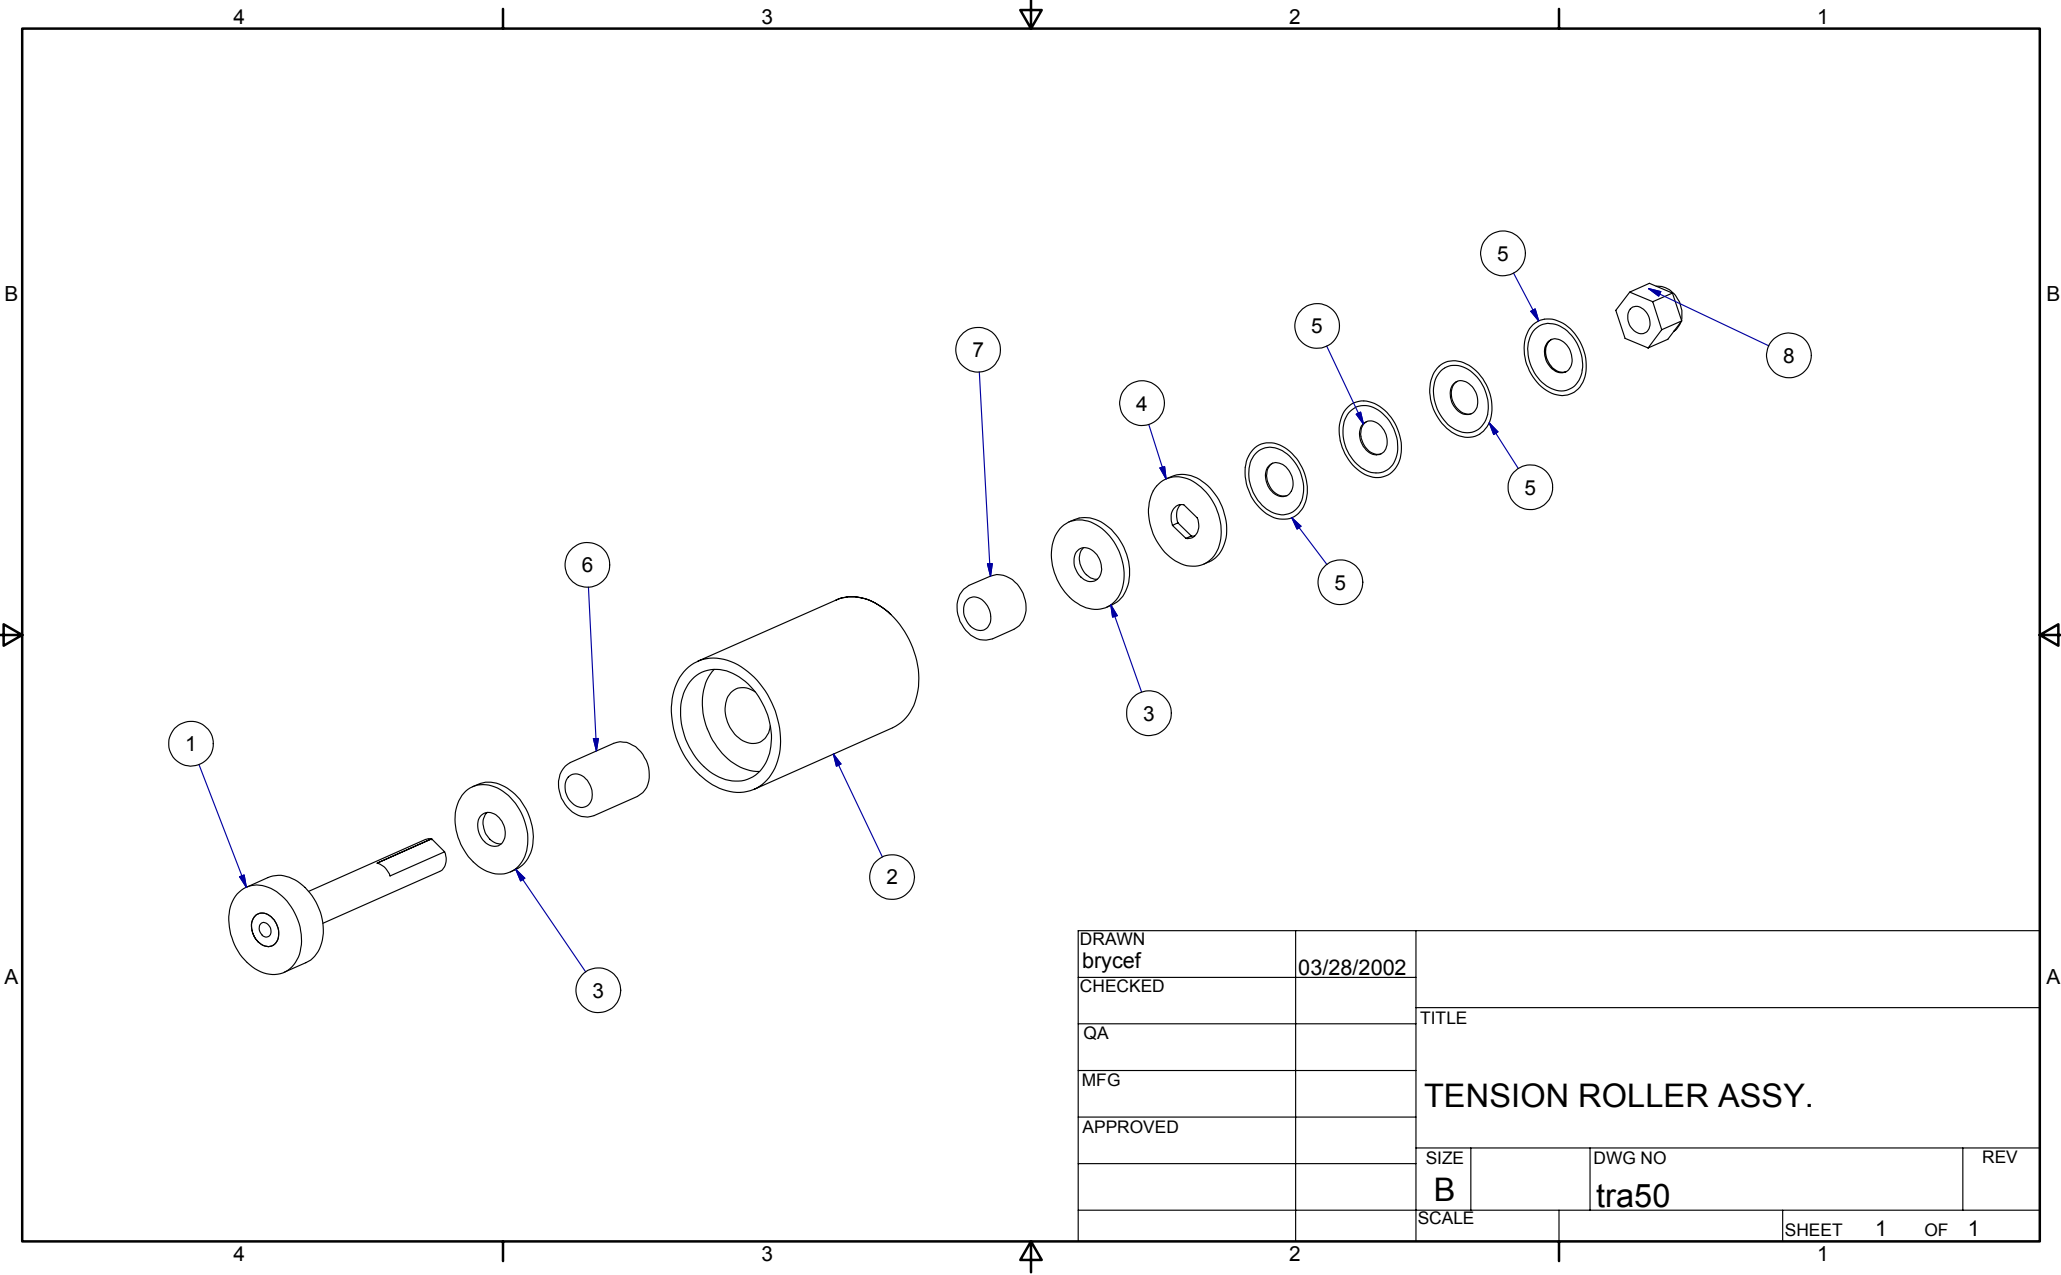 4 3 2 1
B B
5
5
7
8
4
5
6
5
3
1
2
3
A A
DRAWN
brycef 03/28/2002
CHECKED
TITLE
QA
MFG
TENSION ROLLER ASSY.
APPROVED
SIZE DWG NO REV
B tra50
SCALE
SHEET 1 OF 1
4 3 2 1